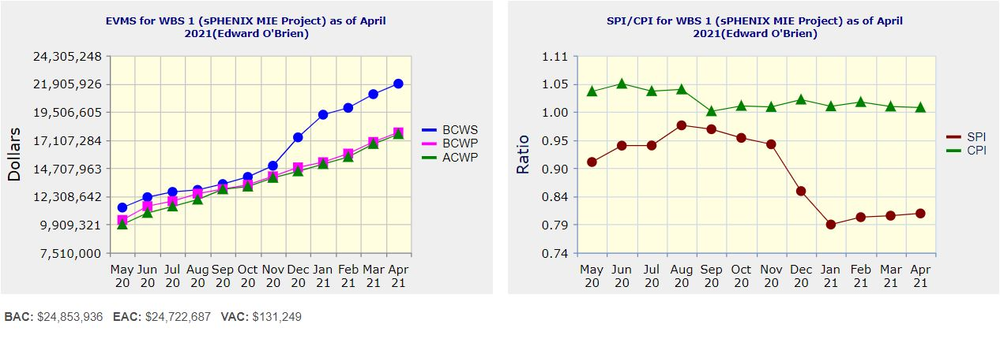 EVMS for WBS 1 (sPHENIX MIE Project) as of April
2021(Edward O'Brien)
24,305,248
21,905,926
19,506,605
17,107,284
14,707,963
12,308,642
9,909,321
7,510,000
Dollars
May Jun Jul Aug Sep Oct Nov Dec Jan Feb Mar Apr
20 20 20 20 20 20 20 20 21 21 21 21
BCWS
BCWP
ACWP
SPI/CPI for WBS 1 (sPHENIX MIE Project) as of April
2021(Edward O'Brien)
1.11
1.05
1.00
0.95
0.90
0.84
0.79
0.74
Ratio
May Jun Jul Aug Sep Oct Nov Dec Jan Feb Mar Apr
20 20 20 20 20 20 20 20 21 21 21 21
SPI
CPI
BAC: $24,853,936 EAC: $24,722,687 VAC: $131,249